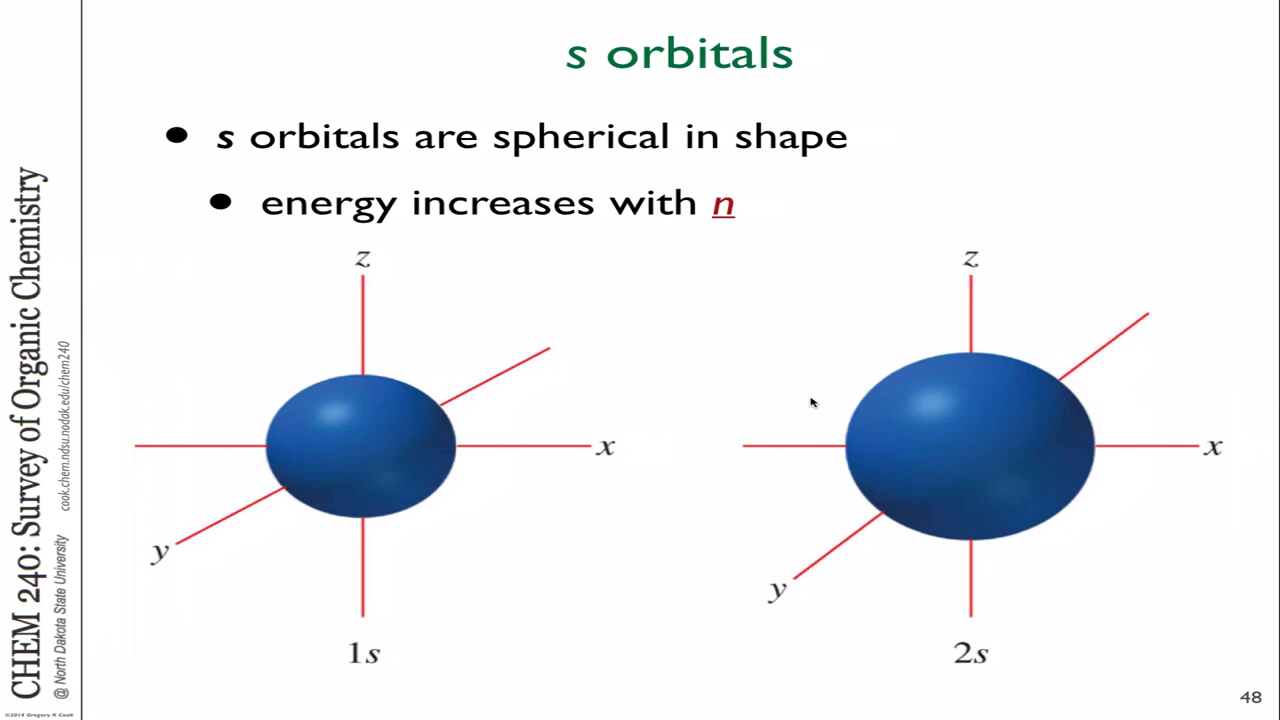 s orbitals
• s orbitals are spherical in shape
• energy increases with n
z
x
y
1s
z
x
y
2s
48
CHEM 240: Survey of Organic Chemistry
@ North Dakota State University cook.chem.ndsu.nodak.edu/chem240
©2014 Gregory R Cook